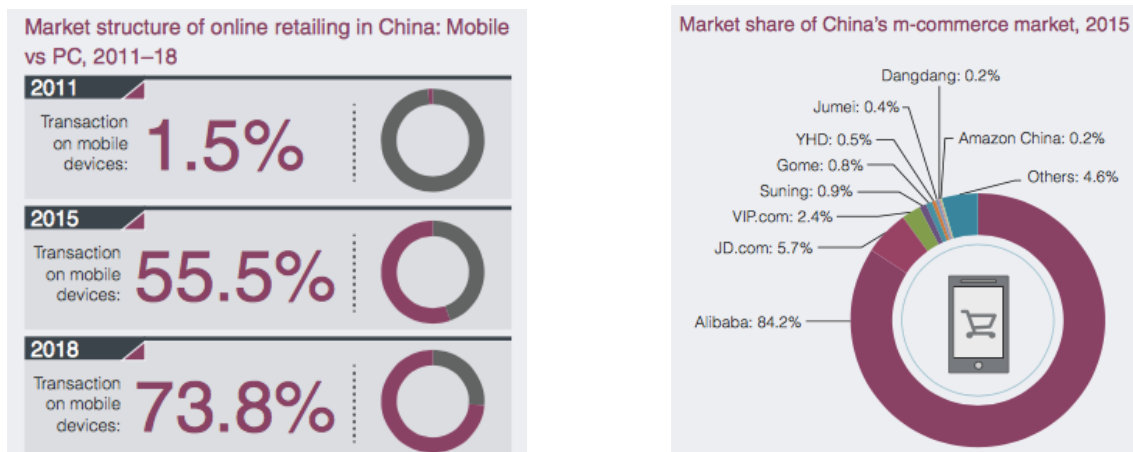 Market structure of online retailing in China: Mobile
vs PC, 2011–18
2011
Transaction
on mobile
devices:
1.5%
2015
Transaction
on mobile
devices:
55.5%
2018
Transaction
on mobile
devices:
73.8%
Market share of China’s m-commerce market, 2015
Dangdang: 0.2%
Jumei: 0.4%
YHD: 0.5%
Amazon China: 0.2%
Gome: 0.8%
Others: 4.6%
Suning: 0.9%
VIP.com: 2.4%
JD.com: 5.7%
Alibaba: 84.2%